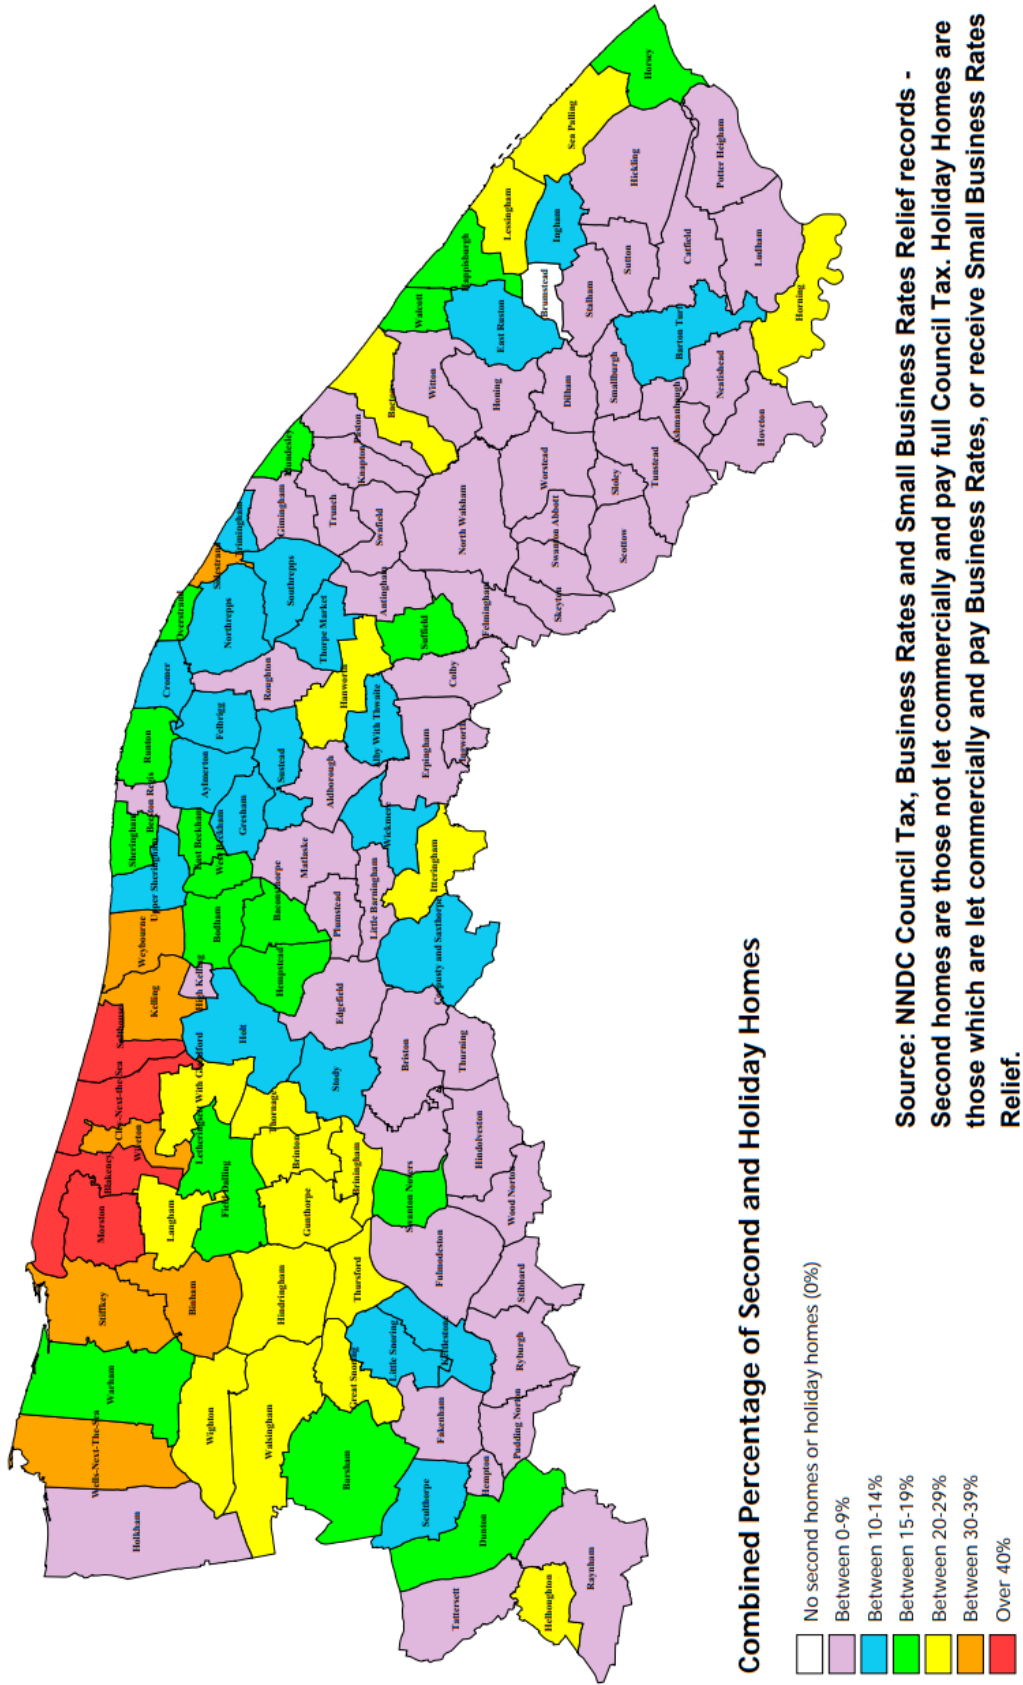 Holkham
Wells-Next-The-Sea
Warham
Stiffkey
Binham
Wighton
Walsingham
Hindringham
Barsham
Great Snoring
Thursford
Little Snoring
Kettlestone
Sculthorpe
Fakenham
Hempton
Pudding Norton
Ryburgh
Stibbard
Fulmodeston
Dunton
Tattersett
Helhoughton
Raynham
Morston
Blakeney
Langham
Wiveton
Cley-Next-the-Sea
Salthouse
Kelling
Weybourne
Field Dalling
Letheringsett With Glandford
Gunthorpe
Brinton
Briningham
Thornage
Swanton Novers
Wood Norton
Hindolveston
Thurning
Briston
Stody
Holt
High Kelling
Edgefield
Hempstead
Bodham
Baconsthorpe
Upper Sheringham
Sheringham
Beeston Regis
Runton
East Beckham
West Beckham
Gresham
Aylmerton
Felbrigg
Sustead
Matlaske
Plumstead
Little Barningham
Corpusty and Saxthorpe
Itteringham
Wickmere
Aldborough
Alby With Thwaite
Erpingham
Ingworth
Colby
Hanworth
Roughton
Cromer
Overstrand
Northrepps
Sidestrand
Southrepps
Thorpe Market
Trimingham
Suffield
Antingham
Felmingham
Skeyton
Gimingham
Mundesley
Trunch
Swafield
Knapton
Paston
Bacton
North Walsham
Swanton Abbott
Worstead
Scottow
Sloley
Tunstead
Witton
Honing
Dilham
Smallburgh
Ashmanhaugh
Hoveton
Neatishead
Barton Turf
Walcott
Happisburgh
East Ruston
Brumstead
Lessingham
Ingham
Stalham
Sutton
Catfield
Ludham
Horning
Hickling
Potter Heigham
Sea Palling
Horsey
Combined Percentage of Second and Holiday Homes
No second homes or holiday homes (0%)
Between 0-9%
Between 10-14%
Between 15-19%
Between 20-29%
Between 30-39%
Over 40%
Source: NNDC Council Tax, Business Rates and Small Business Rates Relief records -
Second homes are those not let commercially and pay full Council Tax. Holiday Homes are
those which are let commercially and pay Business Rates, or receive Small Business Rates
Relief.